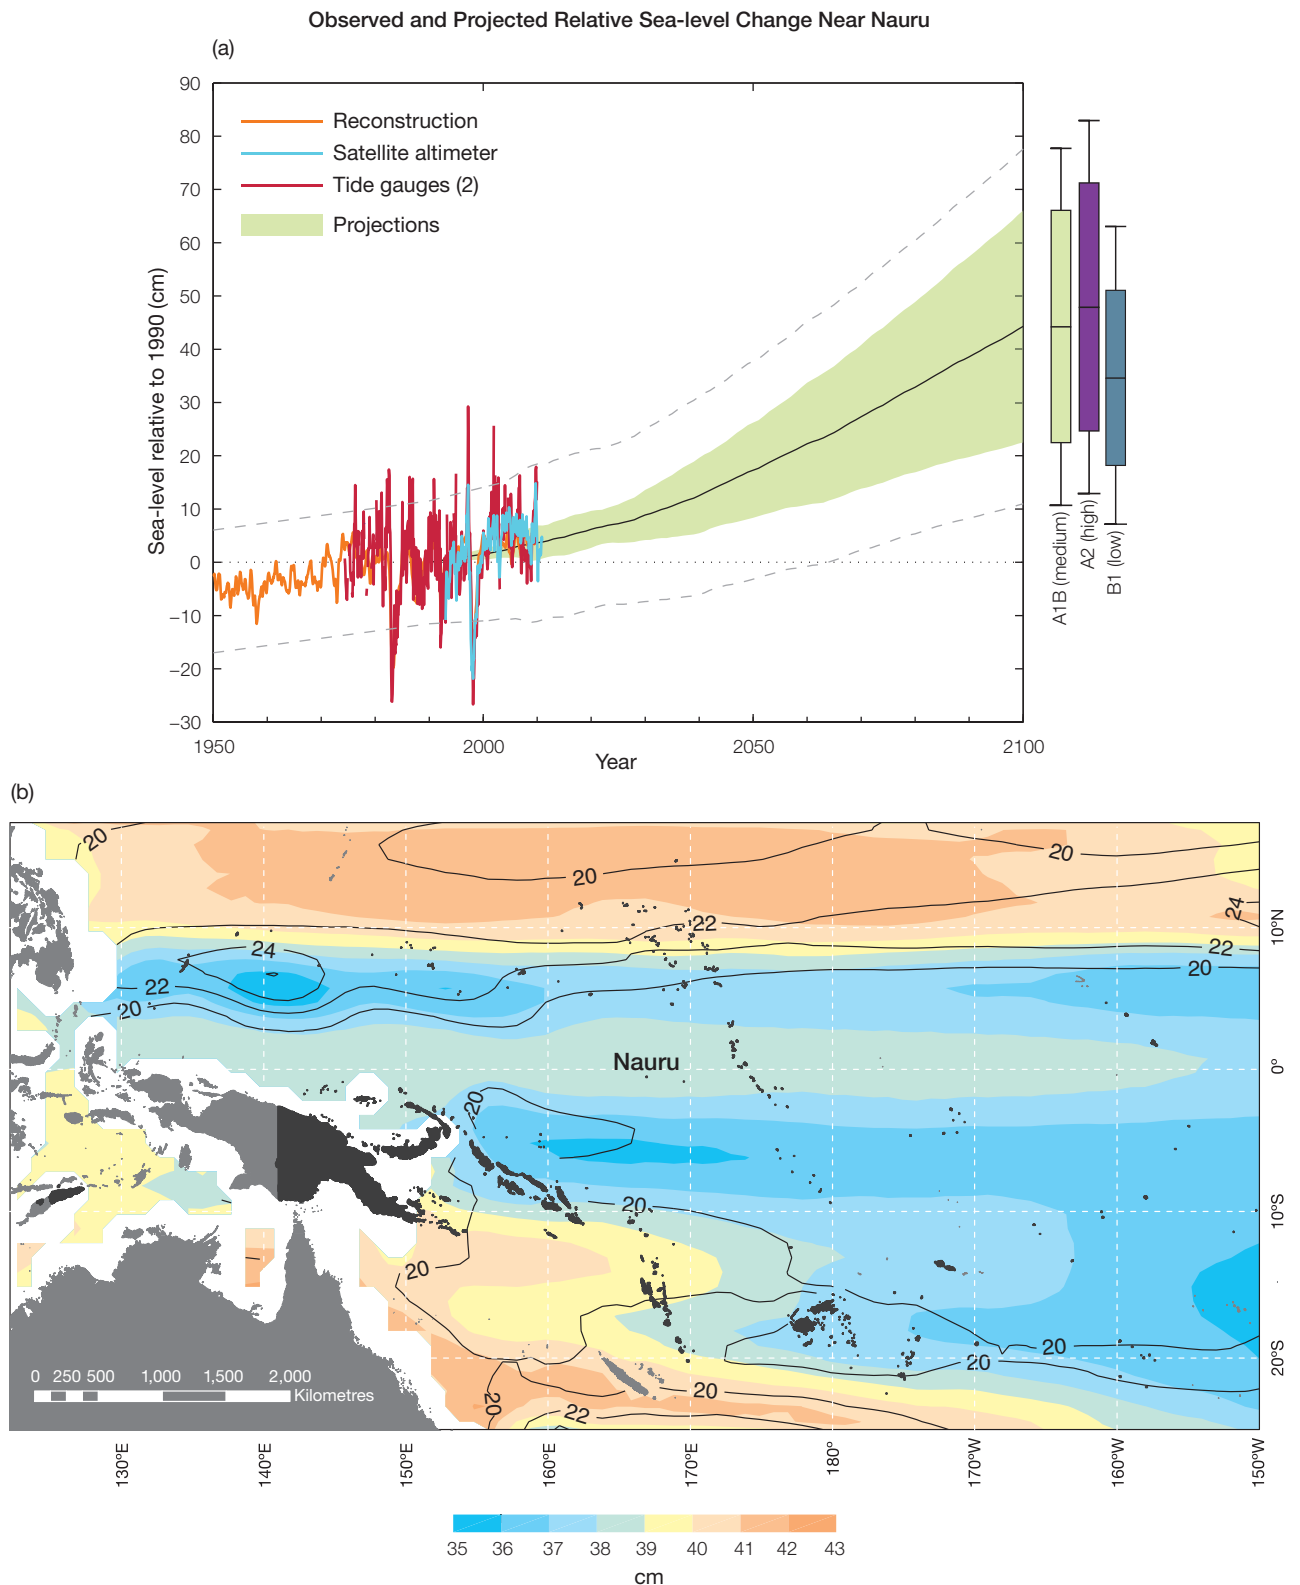 Observed and Projected Relative Sea-level Change Near Nauru
(a)
90
80
70
60
50
40
30
20
10
0
−10
−20
−30
Sea-level relative to 1990 (cm)
Reconstruction
Satellite altimeter
Tide gauges (2)
Projections
1950
2000
2050
2100
Year
A1B (medium)
A2 (high)
B1 (low)
(b)
20
20
20
22
24
24
22
22
20
20
Nauru
20
20
20
20
20
20
20
22
10°N
0°
10°S
20°S
0 250 500 1,000 1,500 2,000
Kilometres
130°E
140°E
150°E
160°E
170°E
180°
170°W
160°W
150°W
35 36 37 38 39 40 41 42 43
cm